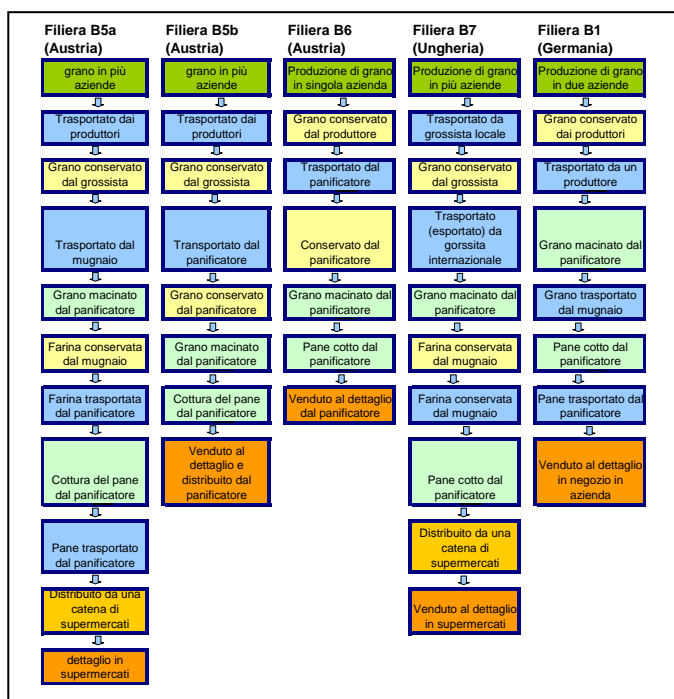 Filiera B5a
(Austria)
grano in più
aziende
Trasportato dai
produttori
Grano conservato
dal grossista
Trasportato dal
mugnaio
Grano macinato
dal panificatore
Farina conservata
dal mugnaio
Farina trasportata
dal panificatore
Cottura del pane
dal panificatore
Pane trasportato
dal panificatore
Distribuito da una
catena di
supermercati
dettaglio in
supermercati
Filiera B5b
(Austria)
grano in più
aziende
Trasportato dai
produttori
Grano conservato
dal grossista
Transportato dal
panificatore
Grano conservato
dal panificatore
Grano macinato
dal panificatore
Cottura del pane
dal panificatore
Venduto al
dettaglio e
distribuito dal
panificatore
Filiera B6
(Austria)
Produzione di grano
in singola azienda
Grano conservato
dal produttore
Trasportato dal
panificatore
Conservato dal
panificatore
Grano macinato dal
panificatore
Pane cotto dal
panificatore
Venduto al dettaglio
dal panificatore
Filiera B7
(Ungheria)
Produzione di grano
in più aziende
Trasportato da
grossista locale
Grano conservato
dal grossista
Trasportato
(esportato) da
gorssita
internazionale
Grano macinato dal
panificatore
Farina conservata
dal mugnaio
Farina conservata
dal mugnaio
Pane cotto dal
panificatore
Distribuito da una
catena di
supermercati
Venduto al dettaglio
in supermercati
Filiera B1
(Germania)
Produzione di grano
in due aziende
Grano conservato
dai produttori
Trasportato da un
produttore
Grano macinato dal
panificatore
Grano trasportato
dal mugnaio
Pane cotto dal
panificatore
Pane trasportato dal
panificatore
Venduto al dettaglio
in negozio in
azienda